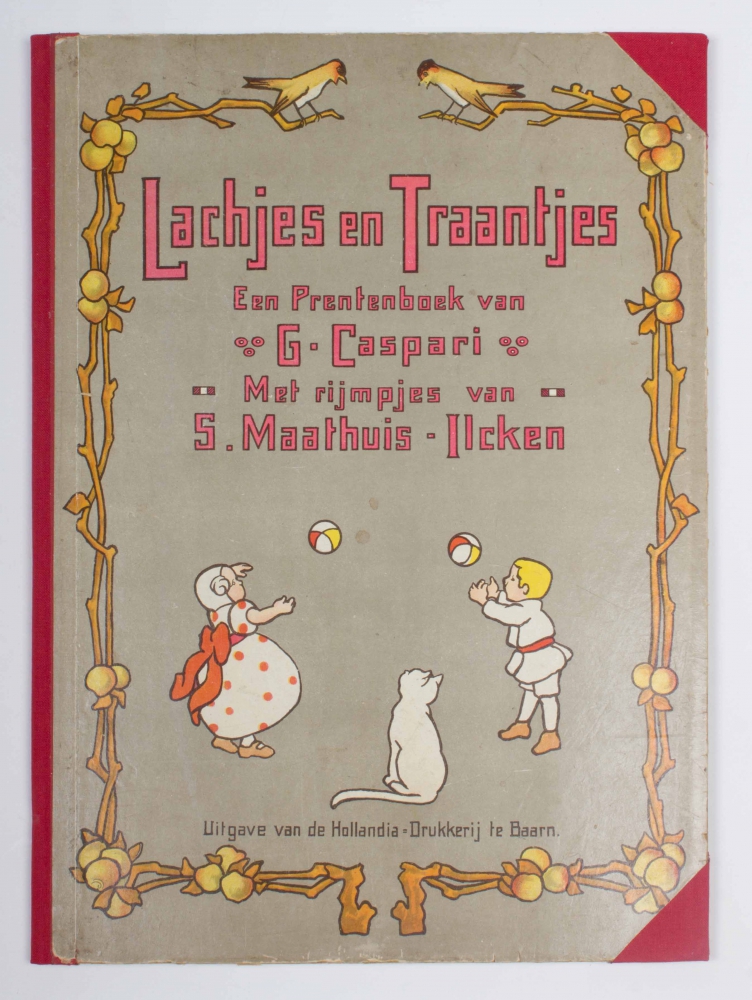 Lachjes en Traantjes
Een Prentenboek van
G. Caspari
Met rijmpjes van
S. Maathuis - Ilcken
Uitgave van de Hollandia=Drukkerij te Baarn.